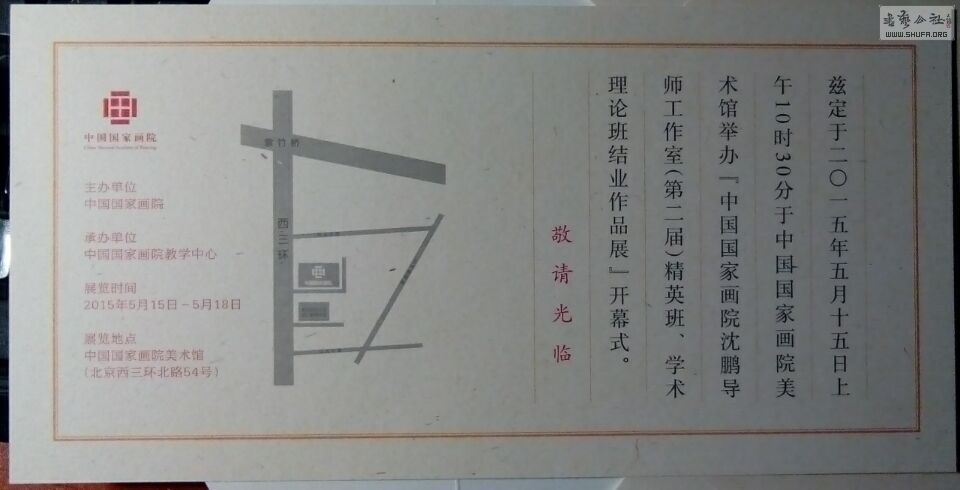 兹定于二〇一五年五月十五日上
午10时30分于中国国家画院美
术馆举办『中国国家画院沈鹏导
师工作室(第二届)精英班、学术
理论班结业作品展』开幕式。
敬请光临
紫竹桥
西三环
中国国家画院
China National Academy of Painting
主办单位
中国国家画院
承办单位
中国国家画院教学中心
展览时间
2015年5月15日－5月18日
展览地点
中国国家画院美术馆
(北京西三环北路54号)
书艺公社
WWW.SHUFA.ORG